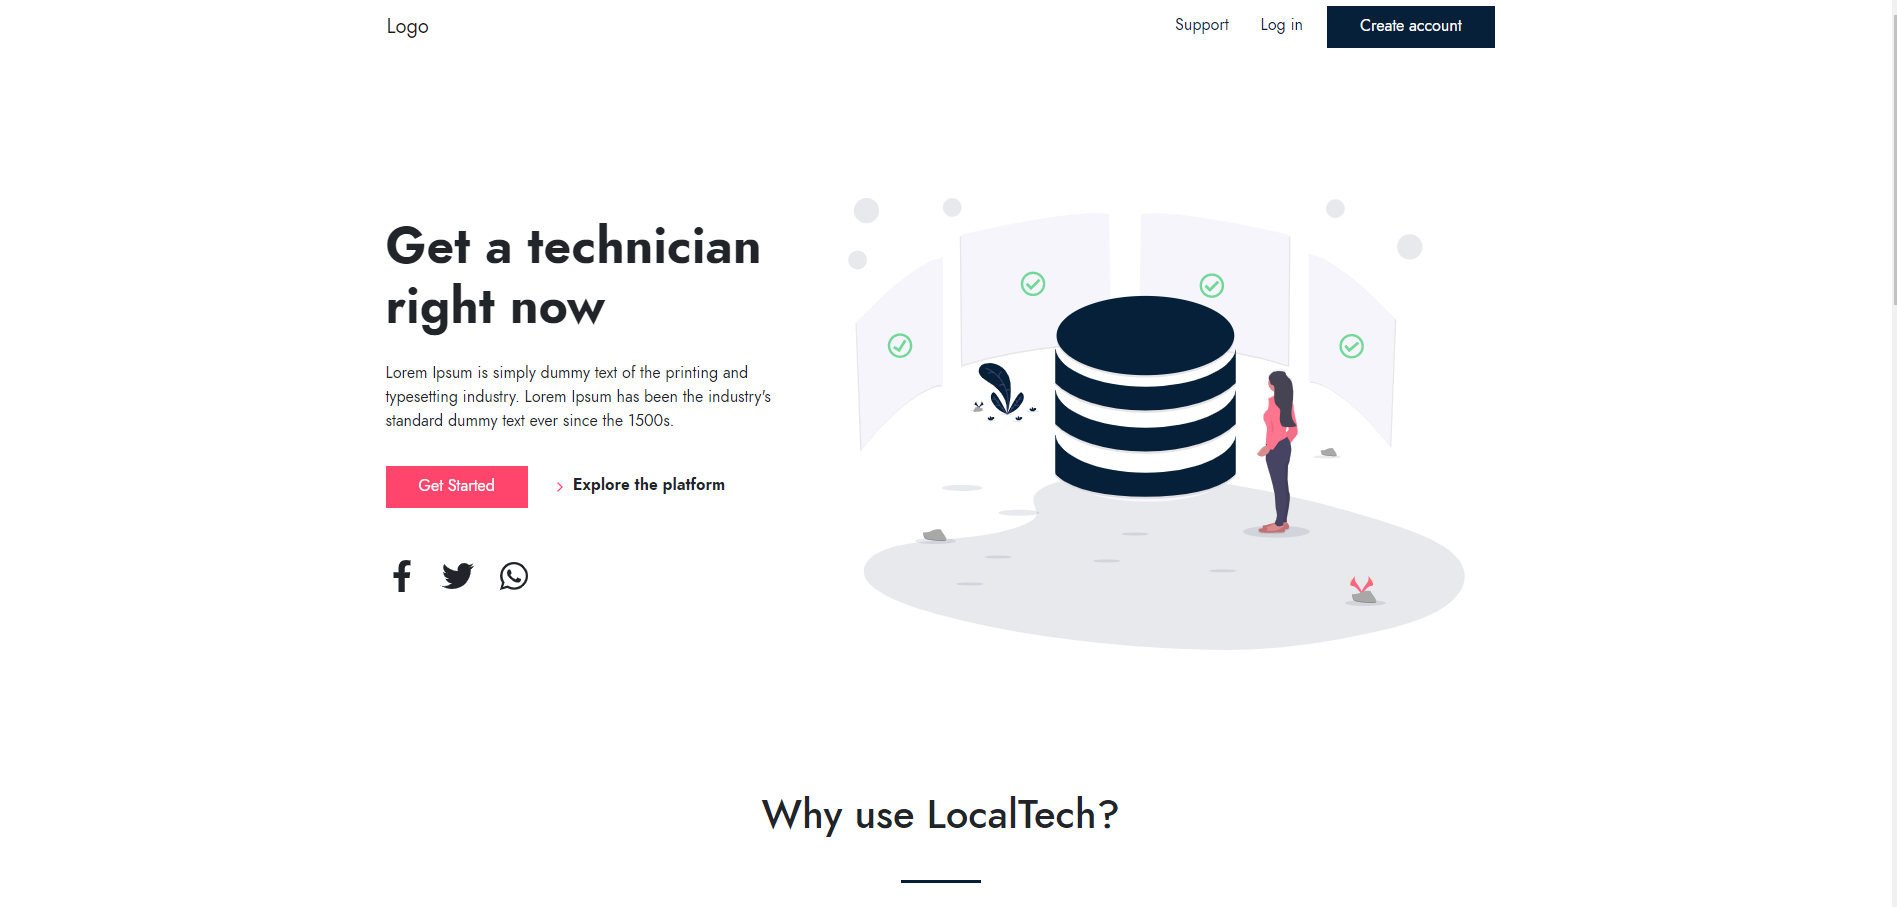 Logo
Support
Log in
Create account
Get a technician
right now
Lorem Ipsum is simply dummy text of the printing and
typesetting industry. Lorem Ipsum has been the industry's
standard dummy text ever since the 1500s.
Get Started
Explore the platform
Why use LocalTech?